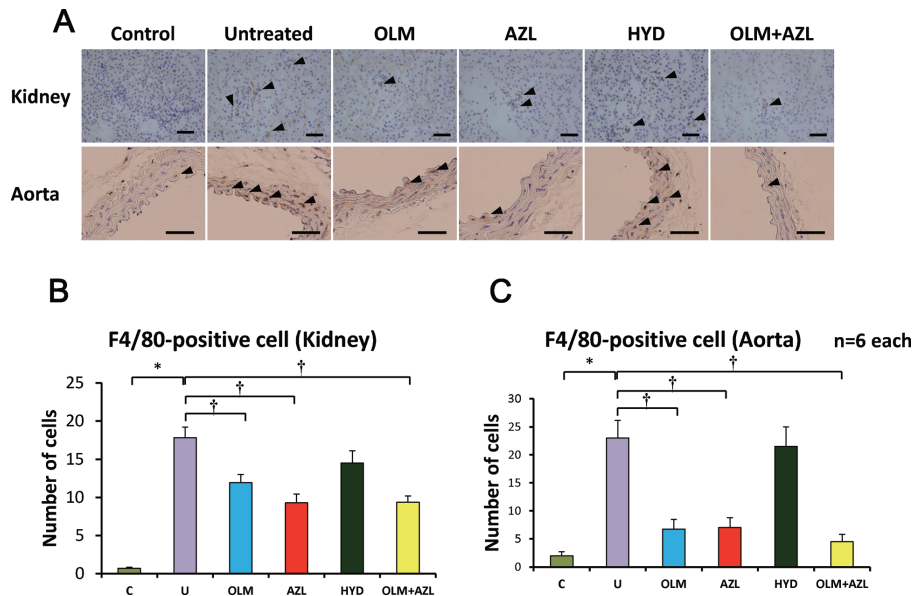 A
Control Untreated OLM AZL HYD OLM+AZL
Kidney
Aorta
B
F4/80-positive cell (Kidney)
* † † †
Number of cells
25
20
15
10
5
0
C U OLM AZL HYD OLM+AZL
C
F4/80-positive cell (Aorta) n=6 each
* † † †
Number of cells
30
25
20
15
10
5
0
C U OLM AZL HYD OLM+AZL